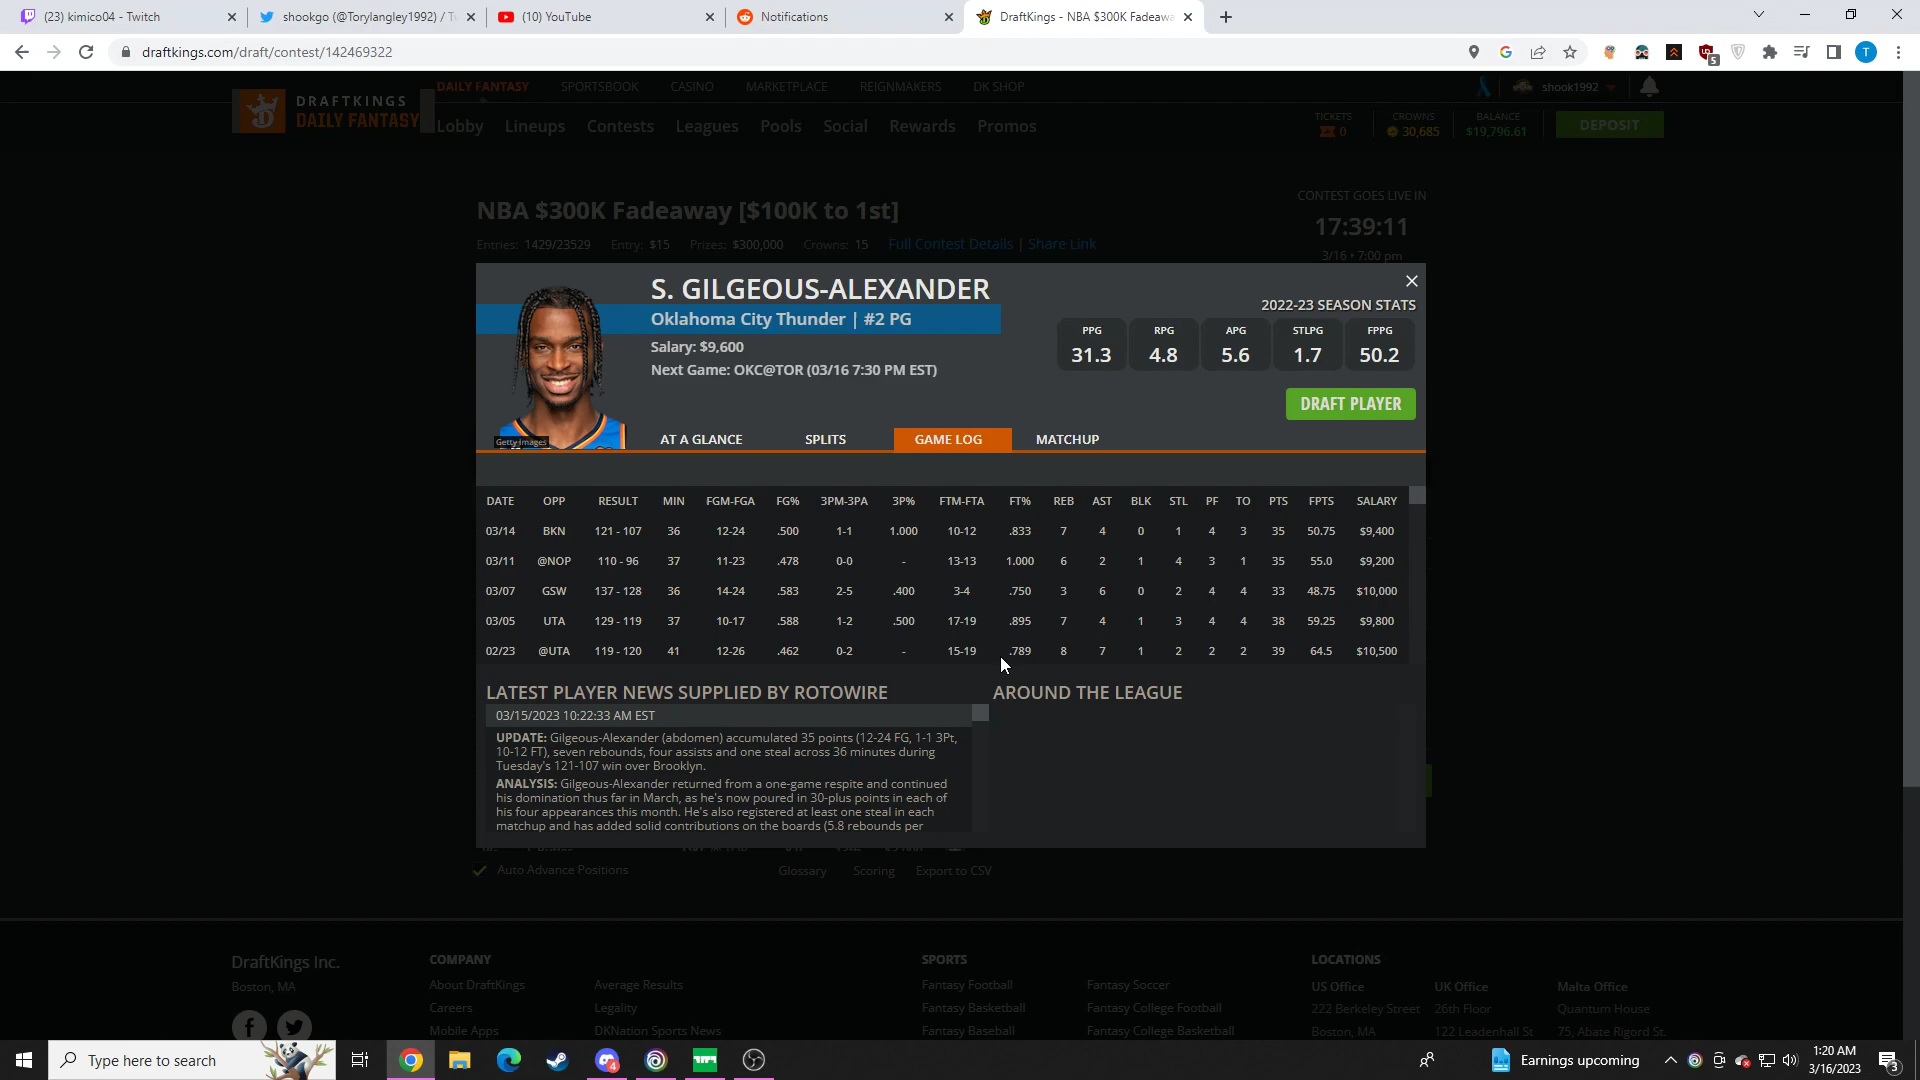 (23) kimico04 - Twitch
shookgo (@Torylangley1992) / Tw
(10) YouTube
Notifications
DraftKings - NBA $300K Fadeawa
draftkings.com/draft/contest/142469322
5
T
DRAFTKINGS
DAILY FANTASY
DAILY FANTASY SPORTSBOOK CASINO MARKETPLACE REIGNMAKERS DK SHOP
shook1992
Lobby Lineups Contests Leagues Pools Social Rewards Promos
TICKETS CROWNS BALANCE
0 30,685 $19,796.61
DEPOSIT
NBA $300K Fadeaway [$100K to 1st]
Entries: 1429/23529 Entry: $15 Prizes: $300,000 Crowns: 15 Full Contest Details | Share Link
CONTEST GOES LIVE IN
17:39:11
3/16 • 7:00 pm
S. GILGEOUS-ALEXANDER
Oklahoma City Thunder | #2 PG
Salary: $9,600
Next Game: OKC@TOR (03/16 7:30 PM EST)
Getty Images
2022-23 SEASON STATS
PPG RPG APG STLPG FPPG
31.3 4.8 5.6 1.7 50.2
DRAFT PLAYER
AT A GLANCE SPLITS GAME LOG MATCHUP
DATE OPP RESULT MIN FGM-FGA FG% 3PM-3PA 3P% FTM-FTA FT% REB AST BLK STL PF TO PTS FPTS SALARY
03/14 BKN 121 - 107 36 12-24 .500 1-1 1.000 10-12 .833 7 4 0 1 4 3 35 50.75 $9,400
03/11 @NOP 110 - 96 37 11-23 .478 0-0 - 13-13 1.000 6 2 1 4 3 1 35 55.0 $9,200
03/07 GSW 137 - 128 36 14-24 .583 2-5 .400 3-4 .750 3 6 0 2 4 4 33 48.75 $10,000
03/05 UTA 129 - 119 37 10-17 .588 1-2 .500 17-19 .895 7 4 1 3 4 4 38 59.25 $9,800
02/23 @UTA 119 - 120 41 12-26 .462 0-2 - 15-19 .789 8 7 1 2 2 2 39 64.5 $10,500
LATEST PLAYER NEWS SUPPLIED BY ROTOWIRE
03/15/2023 10:22:33 AM EST
UPDATE: Gilgeous-Alexander (abdomen) accumulated 35 points (12-24 FG, 1-1 3Pt,
10-12 FT), seven rebounds, four assists and one steal across 36 minutes during
Tuesday's 121-107 win over Brooklyn.
ANALYSIS: Gilgeous-Alexander returned from a one-game respite and continued
his domination thus far in March, as he's now poured in 30-plus points in each of
his four appearances this month. He's also registered at least one steal in each
matchup and has added solid contributions on the boards (5.8 rebounds per
AROUND THE LEAGUE
Auto Advance Positions
Glossary Scoring Export to CSV
DraftKings Inc.
Boston, MA
COMPANY
About DraftKings Average Results
Careers Legality
Mobile Apps DKNation Sports News
SPORTS
Fantasy Football Fantasy Soccer
Fantasy Basketball Fantasy College Football
Fantasy Baseball Fantasy College Basketball
LOCATIONS
US Office UK Office Malta Office
222 Berkeley Street 26th Floor Quantum House
Boston, MA 122 Leadenhall St 75, Abate Rigord St.
Type here to search
4
Earnings upcoming
1:20 AM
3/16/2023
3